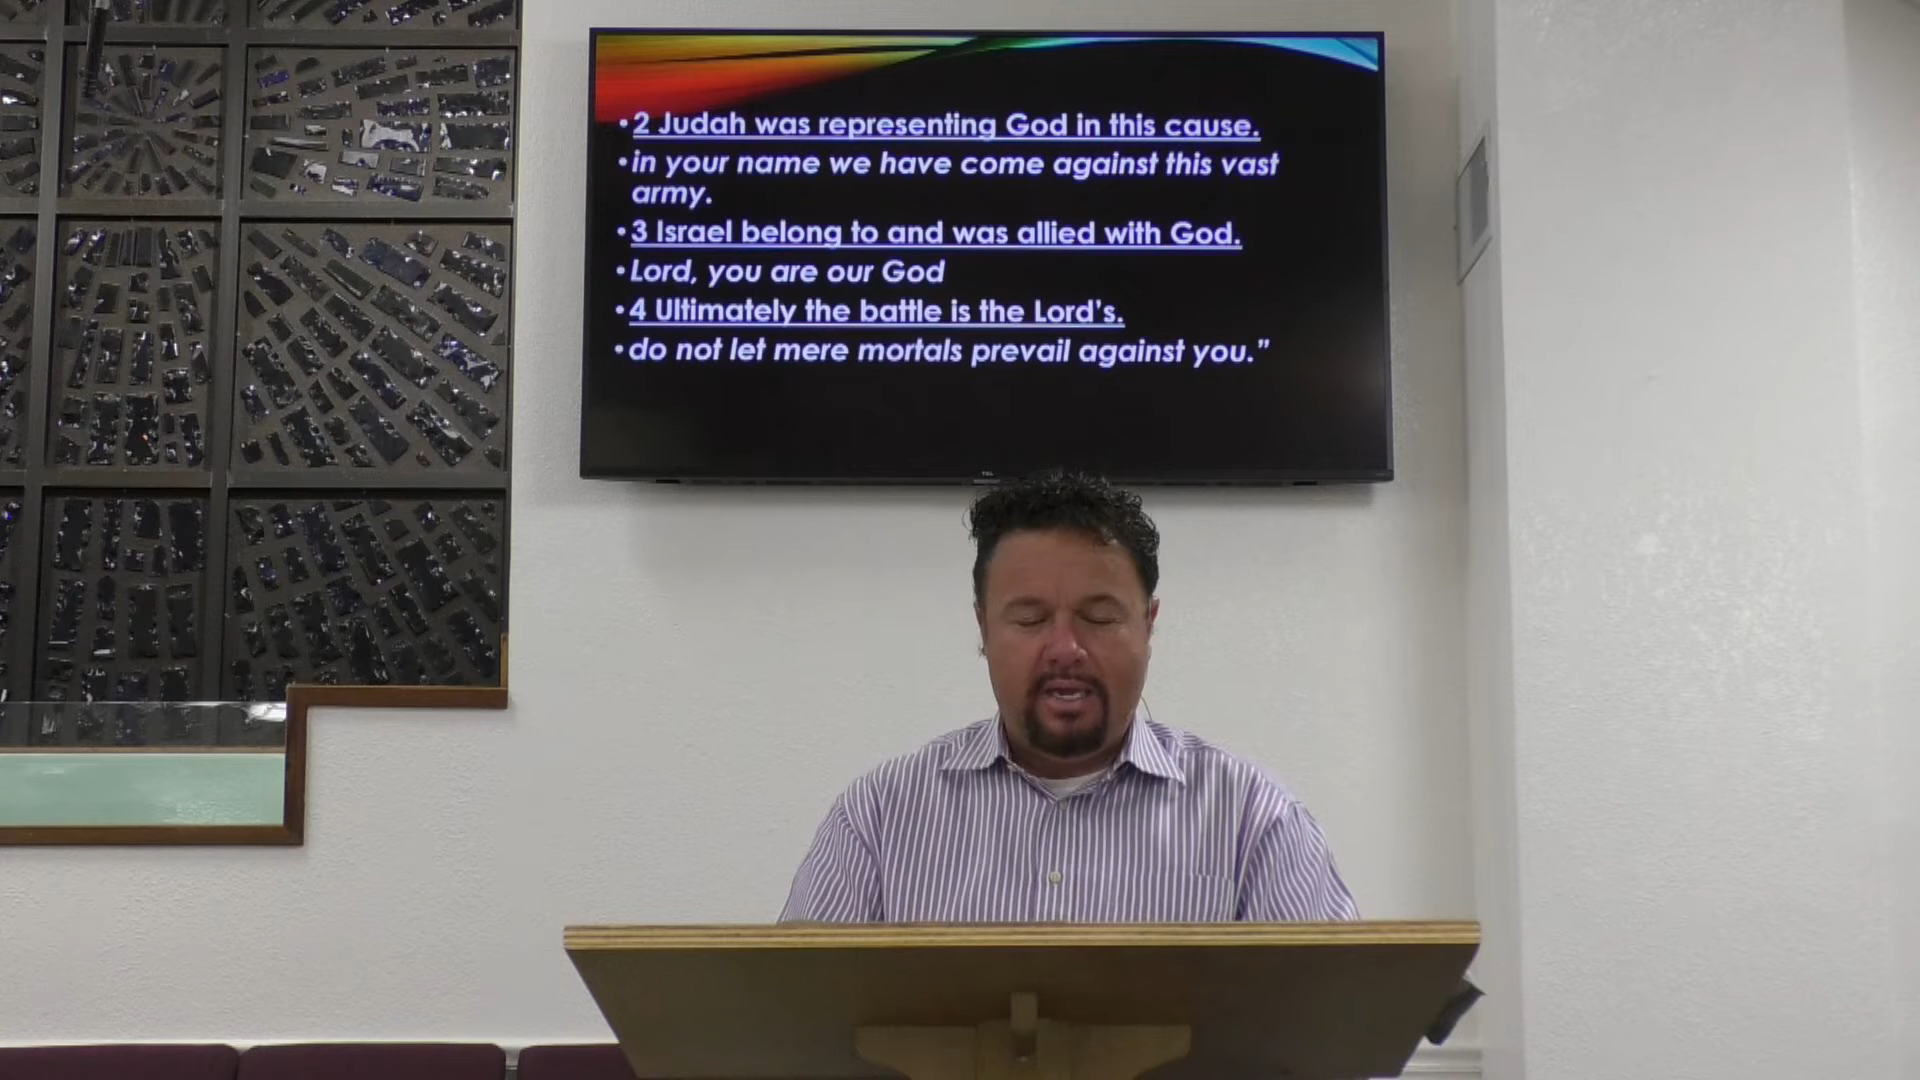 • 2 Judah was representing God in this cause.
• in your name we have come against this vast
army.
• 3 Israel belong to and was allied with God.
• Lord, you are our God
• 4 Ultimately the battle is the Lord's.
• do not let mere mortals prevail against you.”
TCL